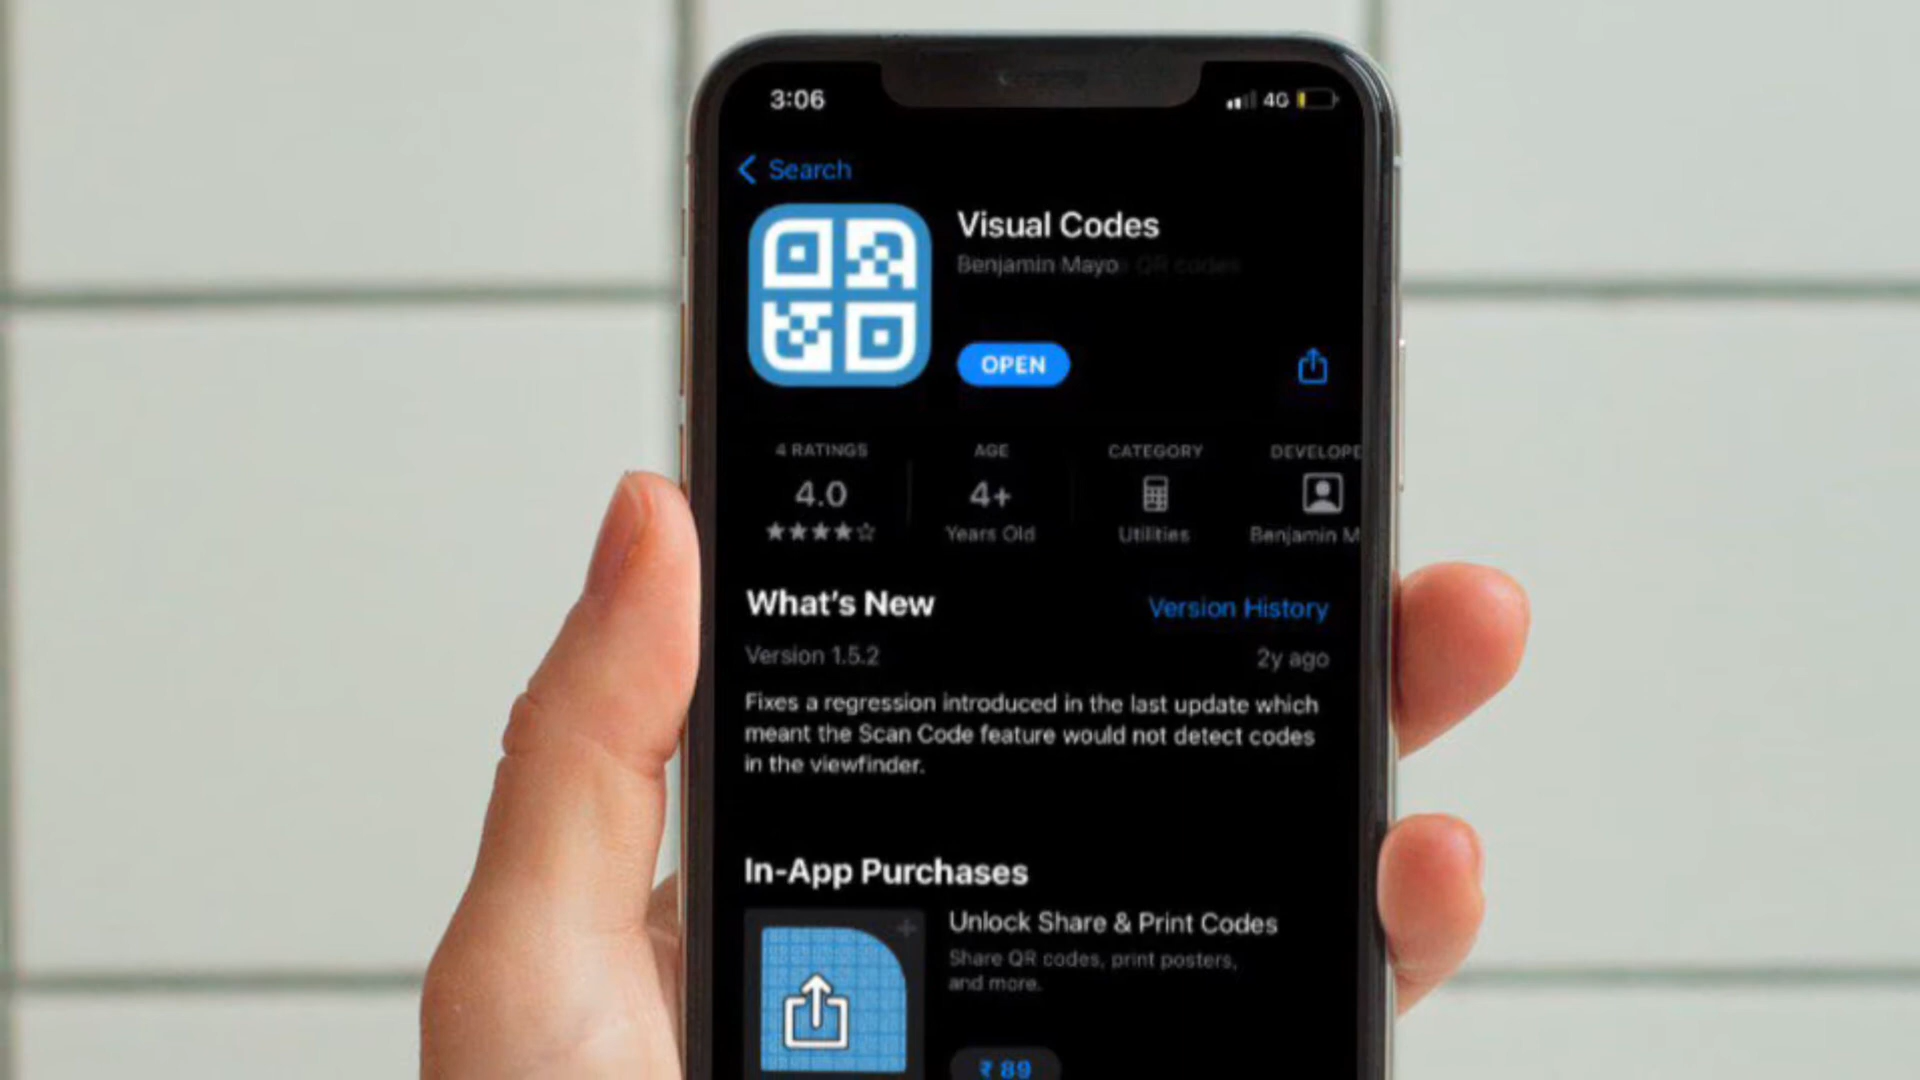 3:06
4G
Search
Visual Codes
Benjamin Mayo QR codes
OPEN
4 RATINGS
AGE
CATEGORY
DEVELOPE
4.0
4+
Years Old
Utilities
Benjamin M
What's New
Version History
Version 1.5.2
2y ago
Fixes a regression introduced in the last update which
meant the Scan Code feature would not detect codes
in the viewfinder.
In-App Purchases
Unlock Share & Print Codes
Share QR codes, print posters,
and more.
₹ 89